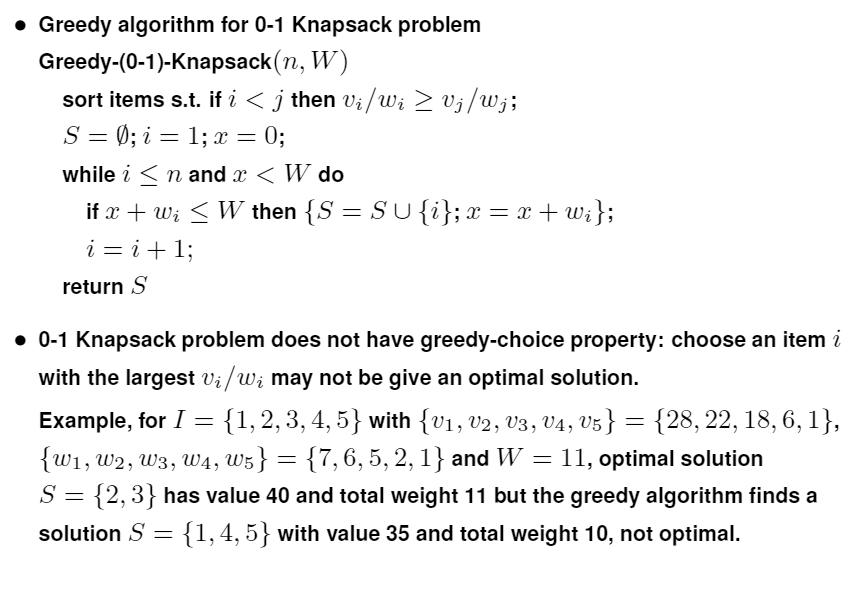 ● Greedy algorithm for 0-1 Knapsack problem
Greedy-(0-1)-Knapsack(n, W)
sort items s.t. if i < j then v_i/w_i ≥ v_j/w_j;
S = ∅; i = 1; x = 0;
while i ≤ n and x < W do
if x + w_i ≤ W then {S = S ∪ {i}; x = x + w_i};
i = i + 1;
return S
● 0-1 Knapsack problem does not have greedy-choice property: choose an item i
with the largest v_i/w_i may not be give an optimal solution.
Example, for I = {1, 2, 3, 4, 5} with {v_1, v_2, v_3, v_4, v_5} = {28, 22, 18, 6, 1},
{w_1, w_2, w_3, w_4, w_5} = {7, 6, 5, 2, 1} and W = 11, optimal solution
S = {2, 3} has value 40 and total weight 11 but the greedy algorithm finds a
solution S = {1, 4, 5} with value 35 and total weight 10, not optimal.